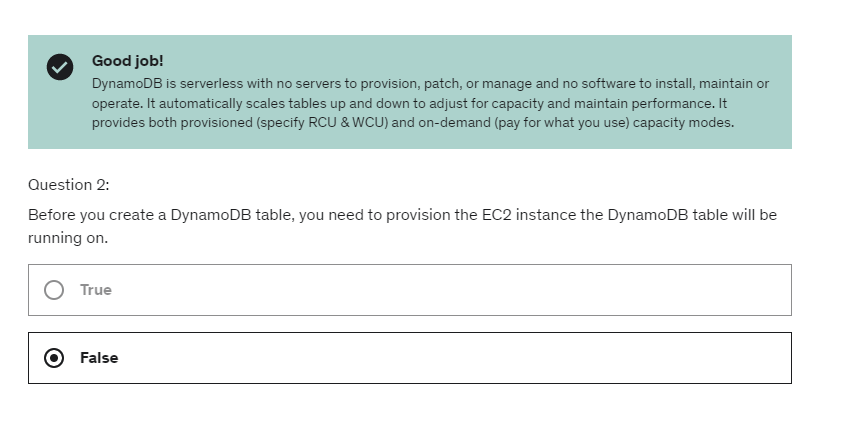 Good job!
DynamoDB is serverless with no servers to provision, patch, or manage and no software to install, maintain or
operate. It automatically scales tables up and down to adjust for capacity and maintain performance. It
provides both provisioned (specify RCU & WCU) and on-demand (pay for what you use) capacity modes.
Question 2:
Before you create a DynamoDB table, you need to provision the EC2 instance the DynamoDB table will be
running on.
True
False